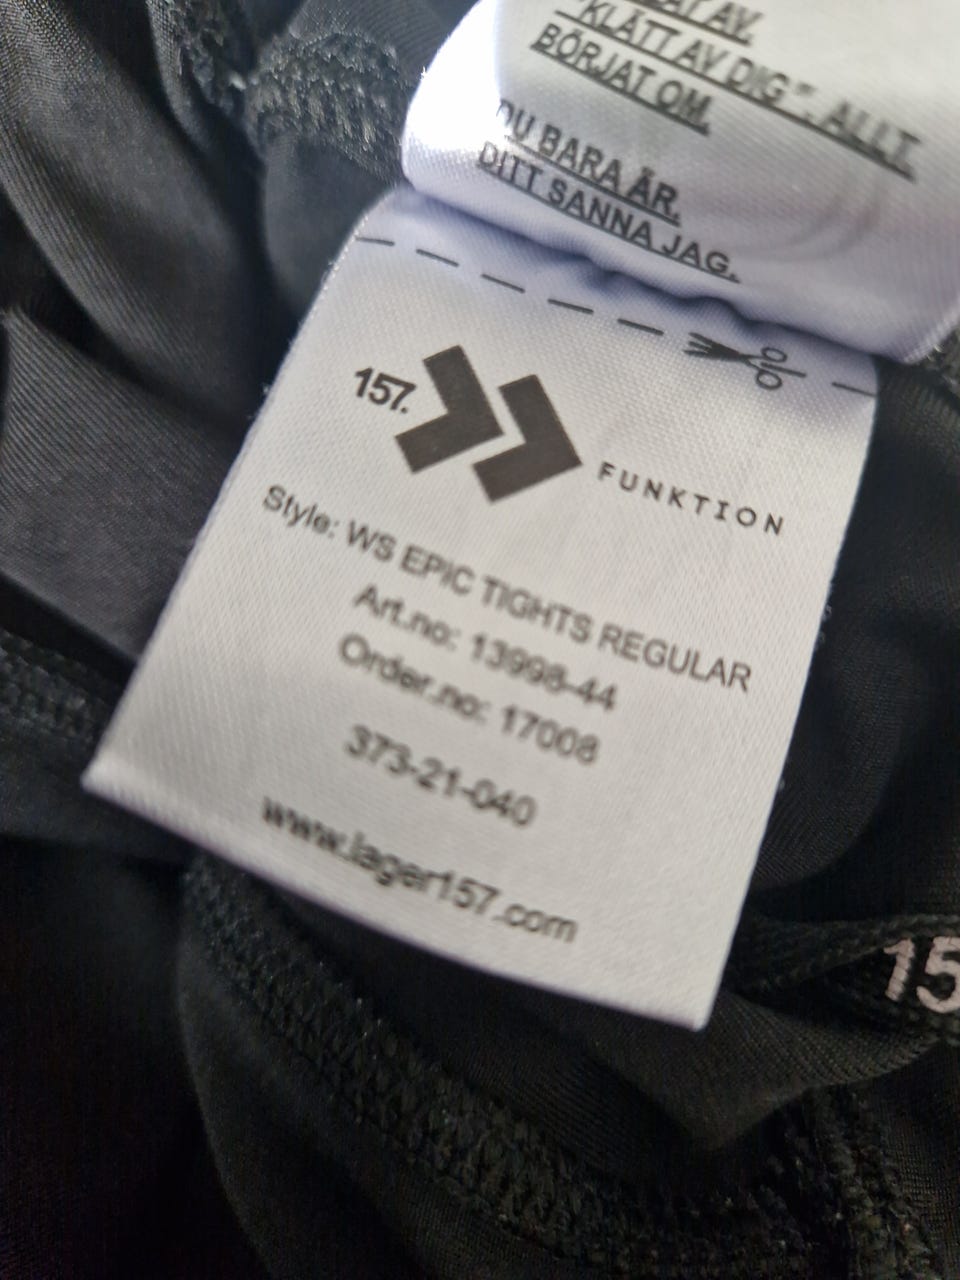 AV.
"KLÄTT AV DIG". ALLT
BÖRJAT OM.
DU BARA ÄR.
DITT SANNA JAG.
157.
FUNKTION
Style: WS EPIC TIGHTS REGULAR
Art.no: 13998-44
Order.no: 17008
373-21-040
www.lager157.com
15